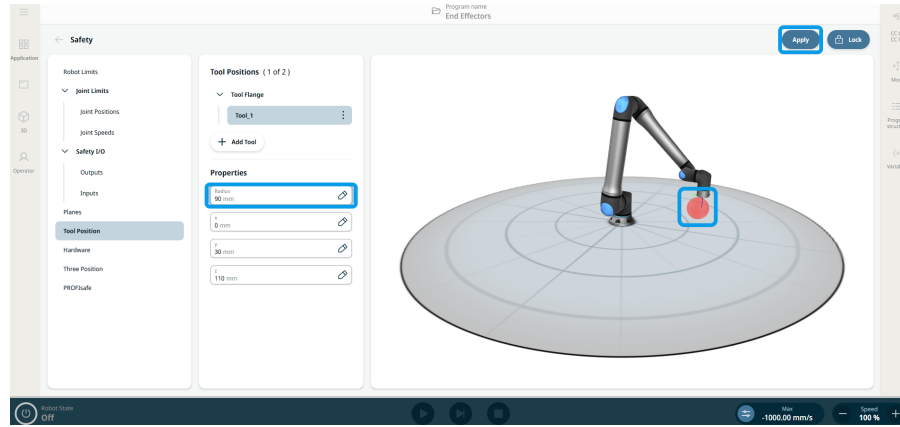 Program name
End Effectors
Safety
Apply
Lock
Application
3D
Operator
Robot Limits
Joint Limits
Joint Positions
Joint Speeds
Safety I/O
Outputs
Inputs
Planes
Tool Position
Hardware
Three Position
PROFIsafe
Tool Positions ( 1 of 2 )
Tool Flange
Tool_1
+ Add Tool
Properties
Radius
90 mm
x
0 mm
y
30 mm
z
110 mm
Robot State
Off
Max
-1000.00 mm/s
Speed
100 %